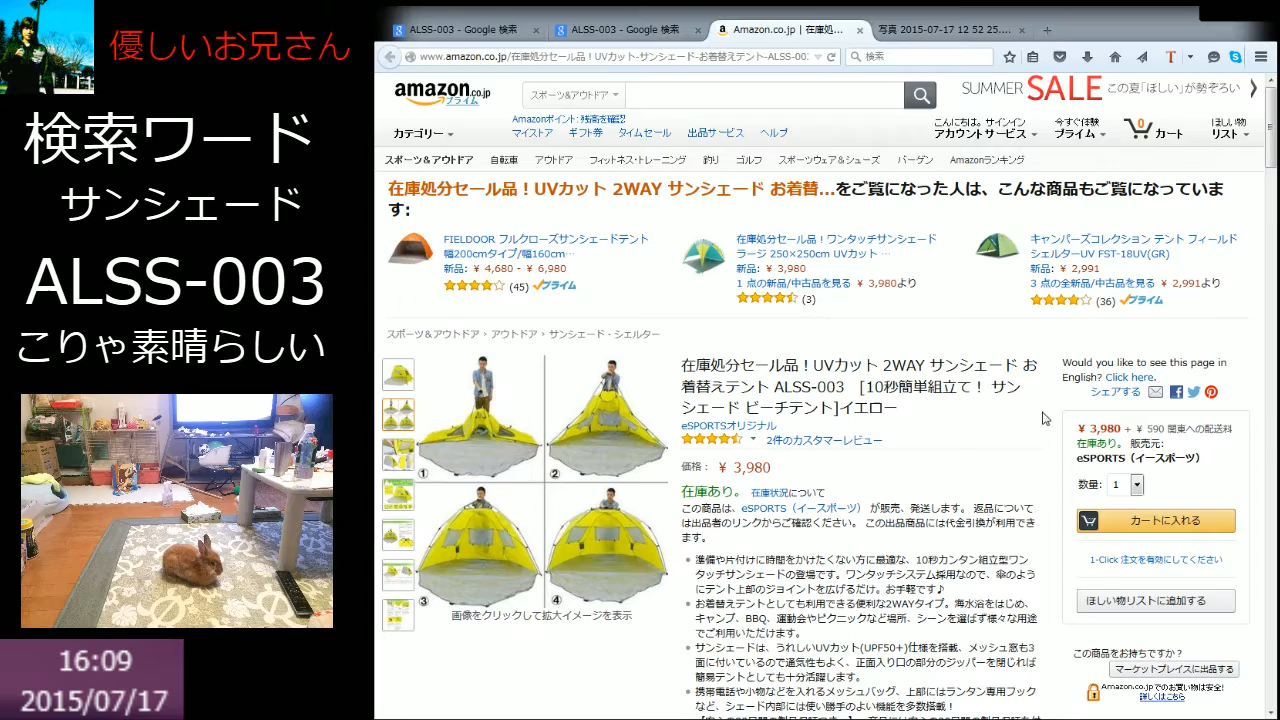 優しいお兄さん
検索ワード
サンシェード
ALSS-003
こりゃ素晴らしい
16:09
2015/07/17
ALSS-003 - Google 検索
ALSS-003 - Google 検索
Amazon.co.jp | 在庫処...
写真 2015-07-17 12 52 25....
www.amazon.co.jp/在庫処分セール品！UVカット-サンシェード-お着替えテント-ALSS-00
検索
amazon.co.jp
プライム
スポーツ&アウトドア
SUMMER SALE この夏「ほしい」が勢ぞろい
カテゴリー
Amazonポイント: 残高を確認
マイストア ギフト券 タイムセール 出品サービス ヘルプ
こんにちは。サインイン
アカウントサービス
今すぐ体験
プライム
0
カート
ほしい物
リスト
スポーツ＆アウトドア 自転車 アウトドア フィットネス・トレーニング 釣り ゴルフ スポーツウェア＆シューズ バーゲン Amazonランキング
在庫処分セール品！UVカット 2WAY サンシェード お着替...をご覧になった人は、こんな商品もご覧になっていま
す:
FIELDOOR フルクローズサンシェードテント
幅200cmタイプ/幅160cm…
新品: ￥ 4,680 - ￥ 6,980
(45) プライム
在庫処分セール品！ワンタッチサンシェード
ラージ 250×250cm UVカット …
新品: ￥ 3,980
1 点の新品/中古品を見る ￥ 3,980より
(3)
キャンパーズコレクション テント フィールド
シェルターUV FST-18UV(GR)
新品: ￥ 2,991
3 点の全新品/中古品を見る ￥ 2,991より
(36) プライム
スポーツ＆アウトドア › アウトドア › サンシェード・シェルター
①
②
③
④
画像をクリックして拡大イメージを表示
在庫処分セール品！UVカット 2WAY サンシェード お
着替えテント ALSS-003 [10秒簡単組立て！ サン
シェード ビーチテント]イエロー
eSPORTSオリジナル
2件のカスタマーレビュー
価格： ￥ 3,980
在庫あり。 在庫状況について
この商品は、eSPORTS（イースポーツ） が販売、発送します。 返品について
は出品者のリンクからご確認ください。 この出品商品には代金引換が利用できま
す。
準備や片付けに時間をかけたくない方に最適な、10秒カンタン組立型ワン
タッチサンシェードの登場です。ワンタッチシステム採用なので、傘のよう
にテント上部のジョイントを広げるだけ。お手軽です♪
お着替えテントとしても利用できる便利な2WAYタイプ。海水浴をはじめ、
キャンプ、BBQ、運動会やピクニックなど場所、シーンを選ばず様々な用途
でご利用いただけます。
サンシェードは、うれしいUVカット(UPF50+)仕様を搭載、メッシュ窓も3
面に付いているので通気性もよく、正面入り口の部分のジッパーを閉じれば
簡易テントとしても十分活躍します。
携帯電話や小物などを入れるメッシュバッグ、上部にはランタン専用フック
など、シェード内部には使い勝手のよい機能を多数搭載！
Would you like to see this page in
English? Click here.
シェアする
￥ 3,980 + ￥ 590 関東への配送料
在庫あり。販売元:
eSPORTS（イースポーツ）
数量: 1
カートに入れる
1-Click 注文を有効にしてください
ほしい物リストに追加する
この商品をお持ちですか？
マーケットプレイスに出品する
Amazon.co.jpでのお買い物は安全!
詳しくはこちら